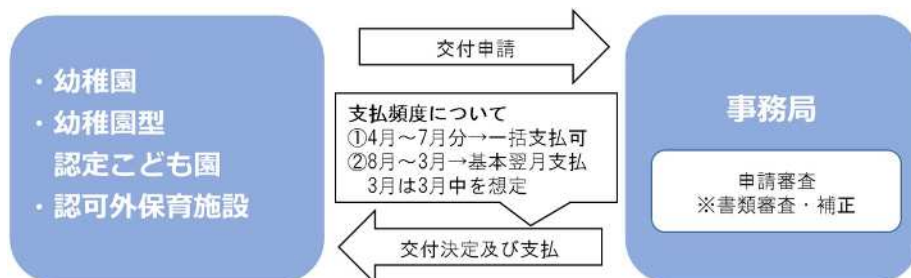 ・幼稚園
・幼稚園型
認定こども園
・認可外保育施設
交付申請
支払頻度について
①4月～7月分→一括支払可
②8月～3月→基本翌月支払
3月は3月中を想定
交付決定及び支払
事務局
申請審査
※書類審査・補正